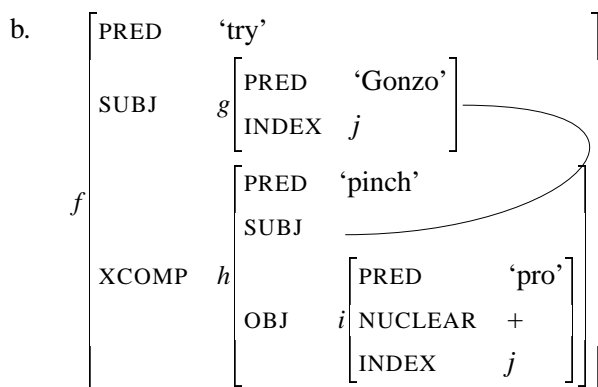 b.
PRED ‘try’
SUBJ g PRED ‘Gonzo’
INDEX j
f
PRED ‘pinch’
SUBJ
XCOMP h
OBJ i PRED ‘pro’
NUCLEAR +
INDEX j